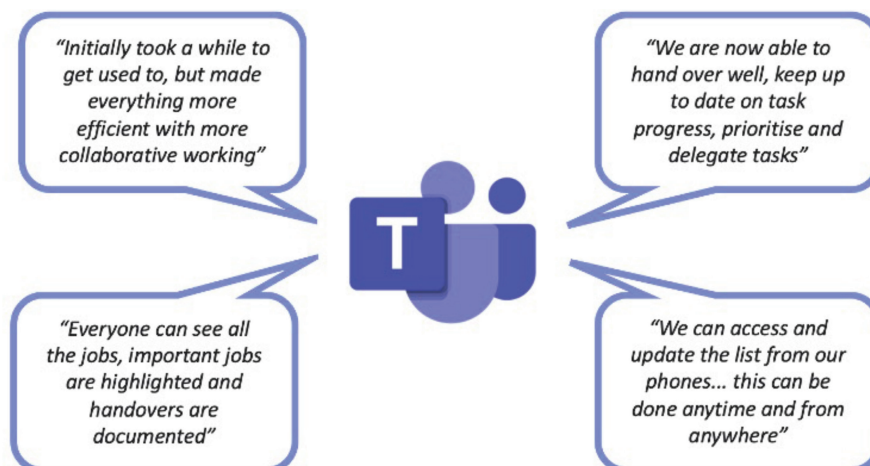 “Initially took a while to
get used to, but made
everything more
efficient with more
collaborative working”
“We are now able to
hand over well, keep up
to date on task
progress, prioritise and
delegate tasks”
T
“Everyone can see all
the jobs, important jobs
are highlighted and
handovers are
documented”
“We can access and
update the list from our
phones... this can be
done anytime and from
anywhere”